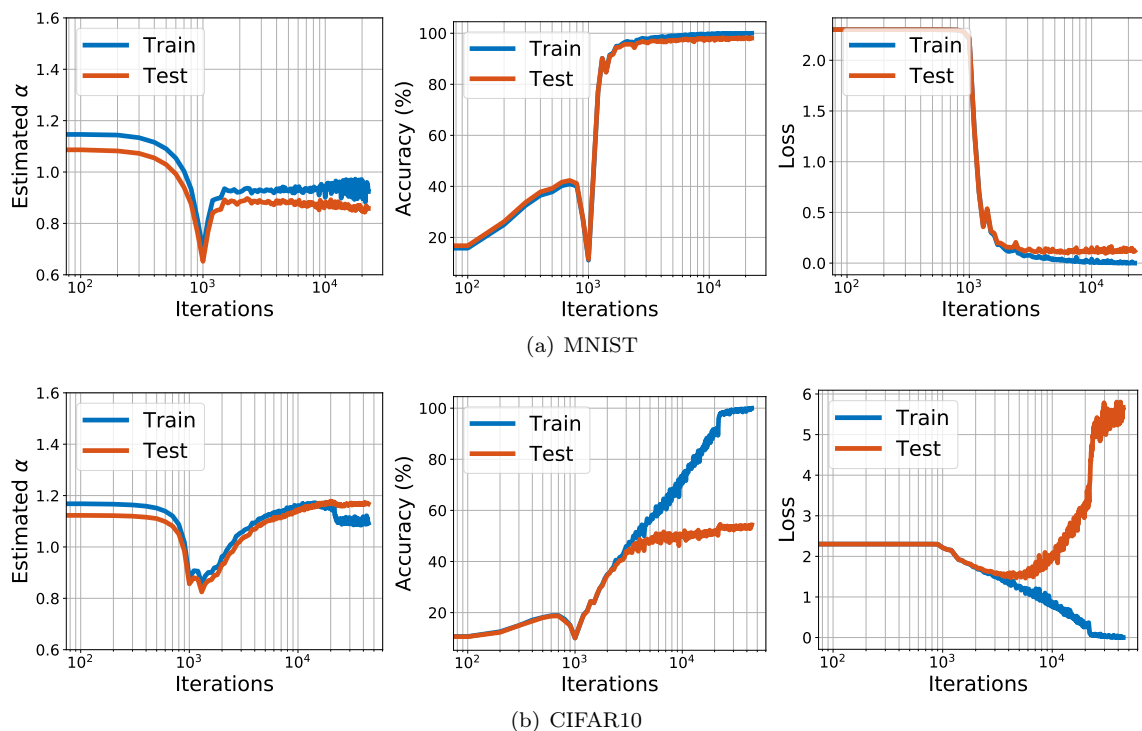 1.6
1.4
1.2
1.0
0.8
0.6
Estimated α
Train
Test
10² 10³ 10⁴
Iterations
100
80
60
40
20
Accuracy (%)
Train
Test
10² 10³ 10⁴
Iterations
2.0
1.5
1.0
0.5
0.0
Loss
Train
Test
10² 10³ 10⁴
Iterations
(a) MNIST
1.6
1.4
1.2
1.0
0.8
0.6
Estimated α
Train
Test
10² 10³ 10⁴
Iterations
100
80
60
40
20
Accuracy (%)
Train
Test
10² 10³ 10⁴
Iterations
6
5
4
3
2
1
0
Loss
Train
Test
10² 10³ 10⁴
Iterations
(b) CIFAR10